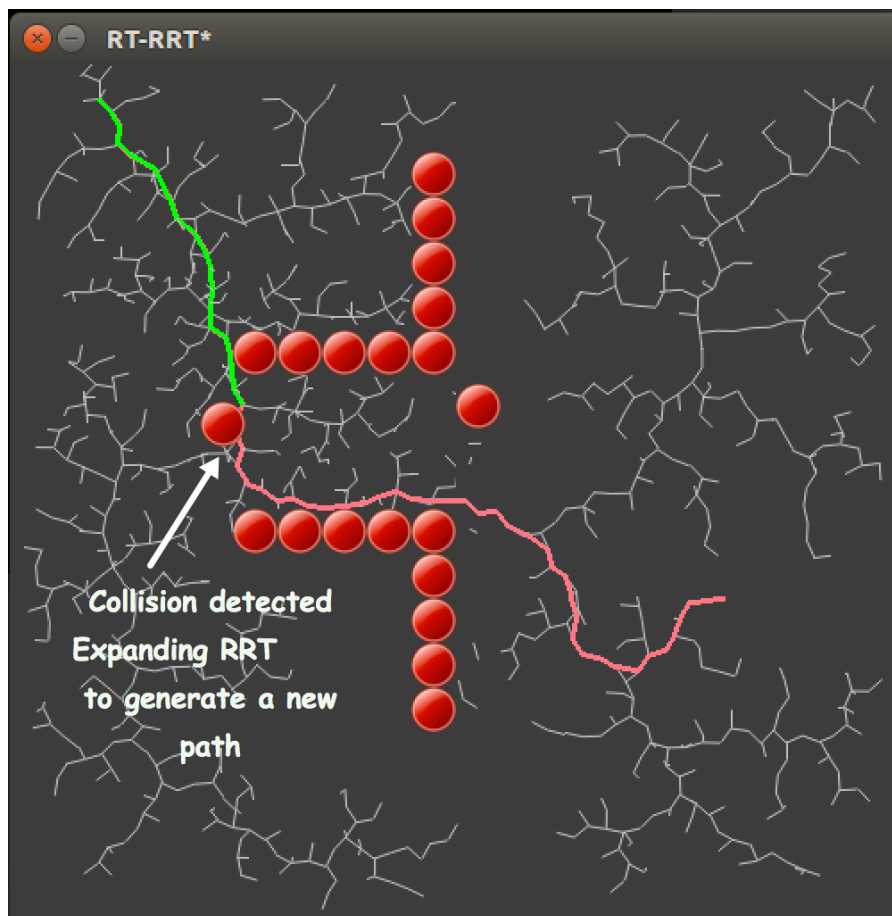 RT-RRT*
Collision detected
Expanding RRT
to generate a new
path